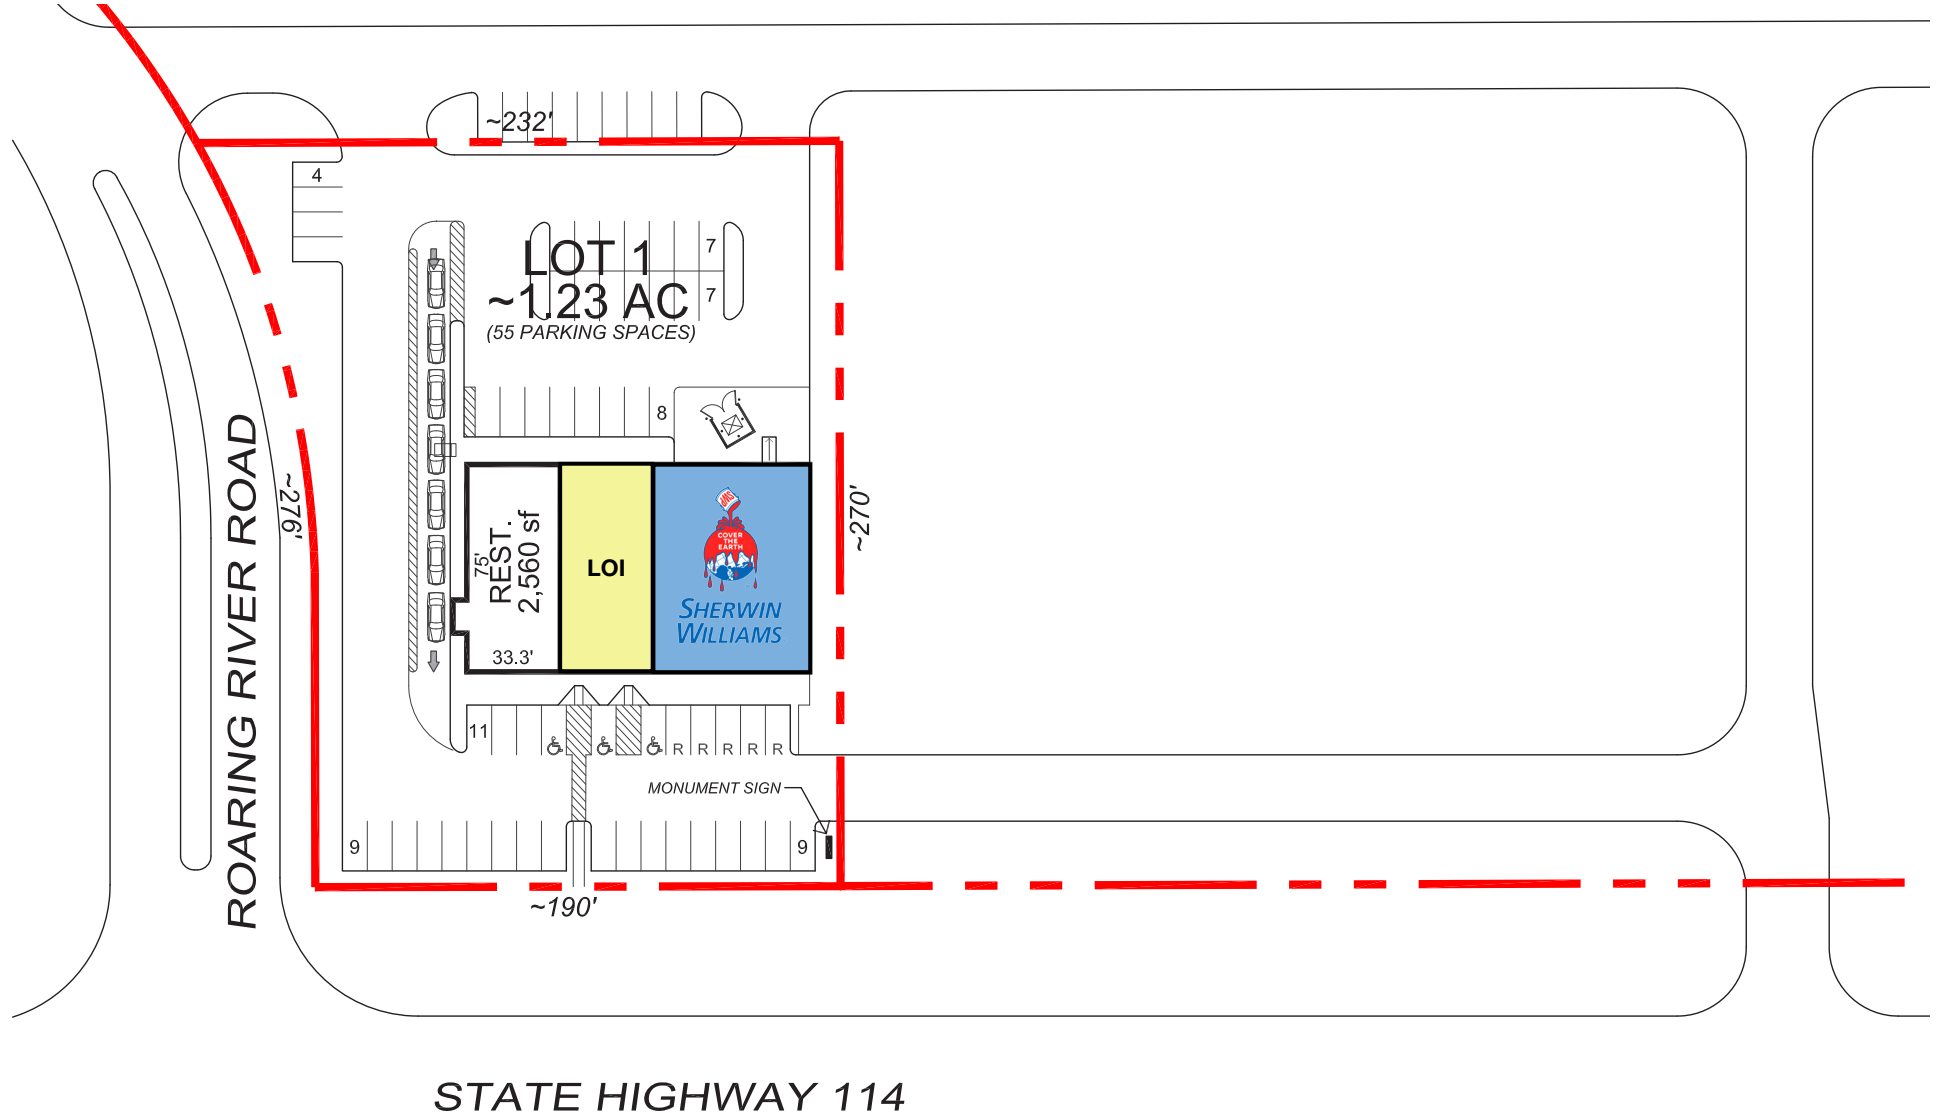 ~232'
4
LOT 1
~1.23 AC
(55 PARKING SPACES)
7
7
8
ROARING RIVER ROAD
~276'
75'
REST.
2,560 sf
33.3'
LOI
SWP
COVER
THE
EARTH
SHERWIN
WILLIAMS
~270'
11
R R R R R
MONUMENT SIGN
9
9
~190'
STATE HIGHWAY 114